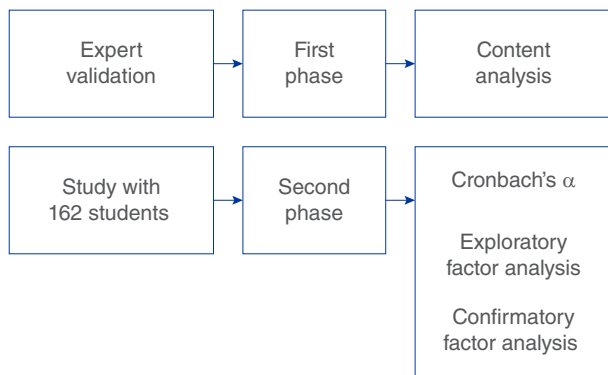 Expert
validation
First
phase
Content
analysis
Study with
162 students
Second
phase
Cronbach's α
Exploratory
factor analysis
Confirmatory
factor analysis